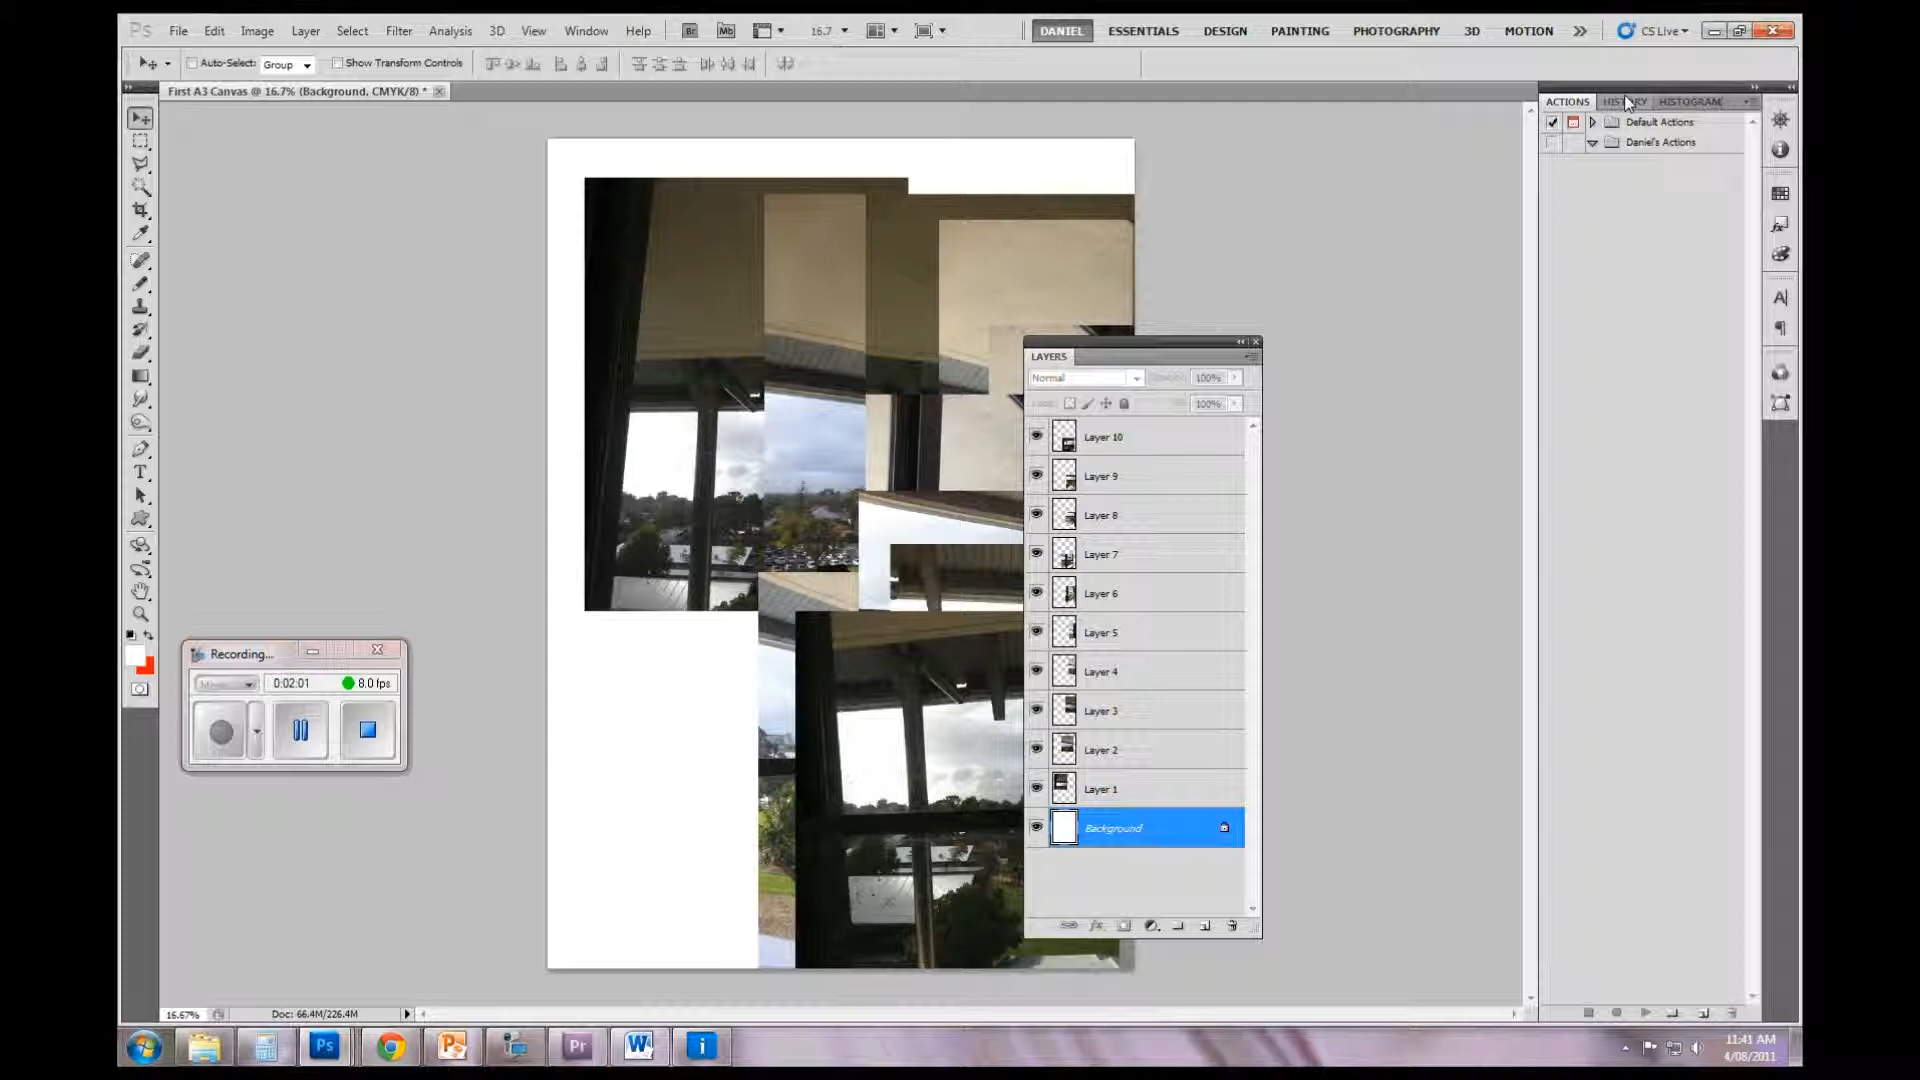 Ps File Edit Image Layer Select Filter Analysis 3D View Window Help Br Mb 16.7 DANIEL ESSENTIALS DESIGN PAINTING PHOTOGRAPHY 3D MOTION CS Live
Auto-Select: Group Show Transform Controls
First A3 Canvas @ 16.7% (Background, CMYK/8) *
ACTIONS HISTORY HISTOGRAM
Default Actions
Daniel's Actions
LAYERS
Normal 100%
100%
Layer 10
Layer 9
Layer 8
Layer 7
Layer 6
Layer 5
Layer 4
Layer 3
Layer 2
Layer 1
Background
Recording...
0:02:01 8.0 fps
16.67% Doc: 66.4M/226.4M
Ps Pr W
11:41 AM
4/08/2011